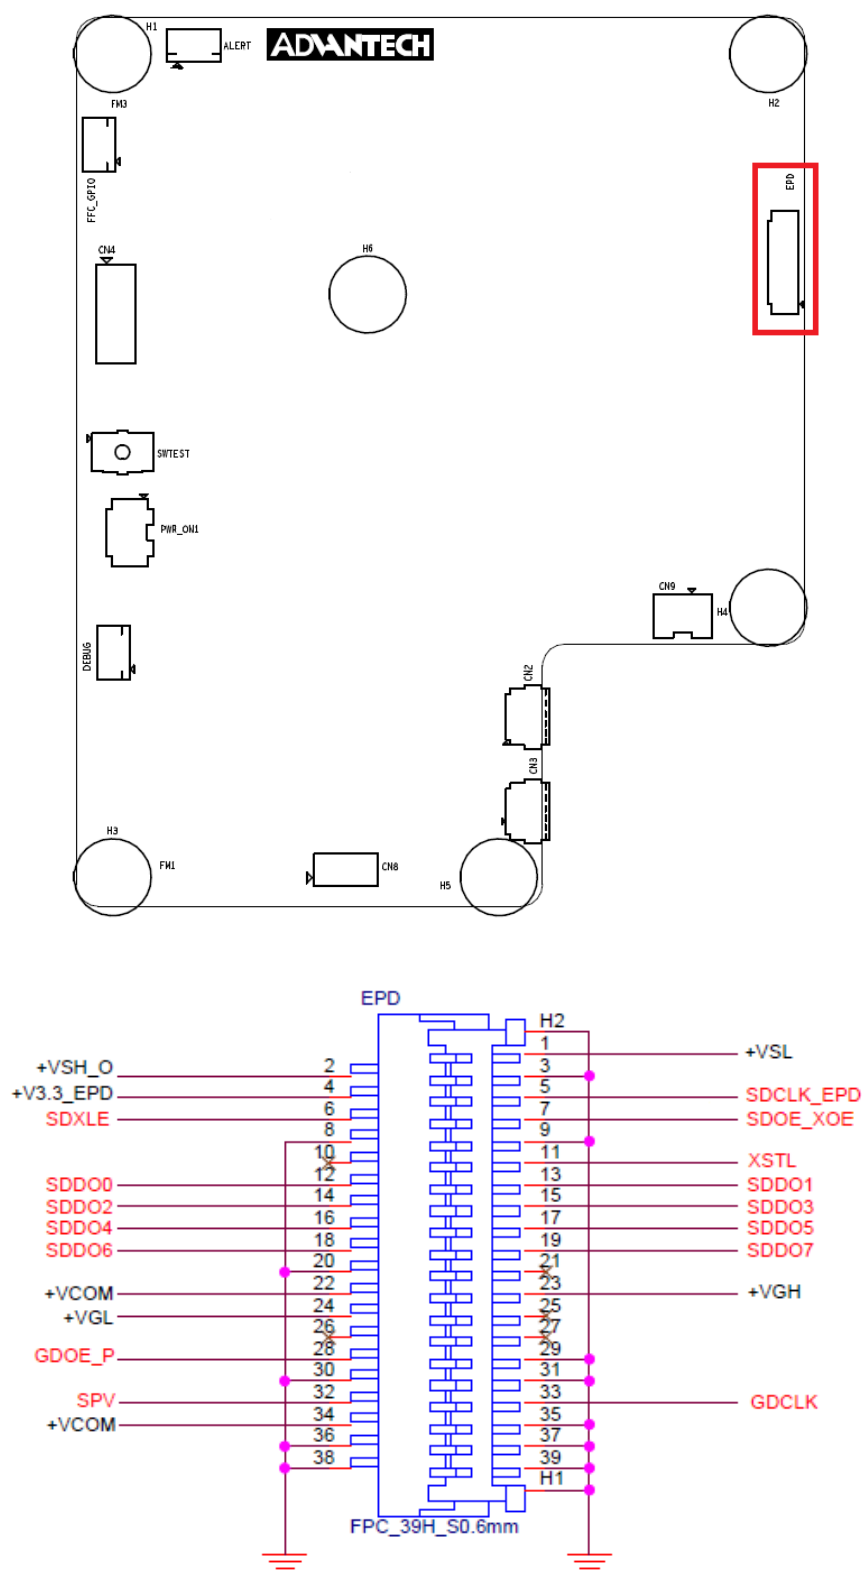 H1
ALERT
ADVANTECH
FM3
H2
FFC_GPIO
EPD
CN4
H6
SWTEST
PWR_ON1
CN9
H4
DEBUG
CN2
CN3
H3
FM1
CN8
H5
EPD
H2
1
+VSL
+VSH_O
2
3
+V3.3_EPD
4
5
SDCLK_EPD
SDXLE
6
7
SDOE_XOE
8
9
10
11
XSTL
12
13
SDDO0
SDDO1
14
15
SDDO2
SDDO3
16
17
SDDO4
SDDO5
18
19
SDDO6
SDDO7
20
21
22
23
+VCOM
+VGH
24
25
+VGL
26
27
28
29
GDOE_P
30
31
32
33
SPV
GDCLK
34
35
+VCOM
36
37
38
39
H1
FPC_39H_S0.6mm